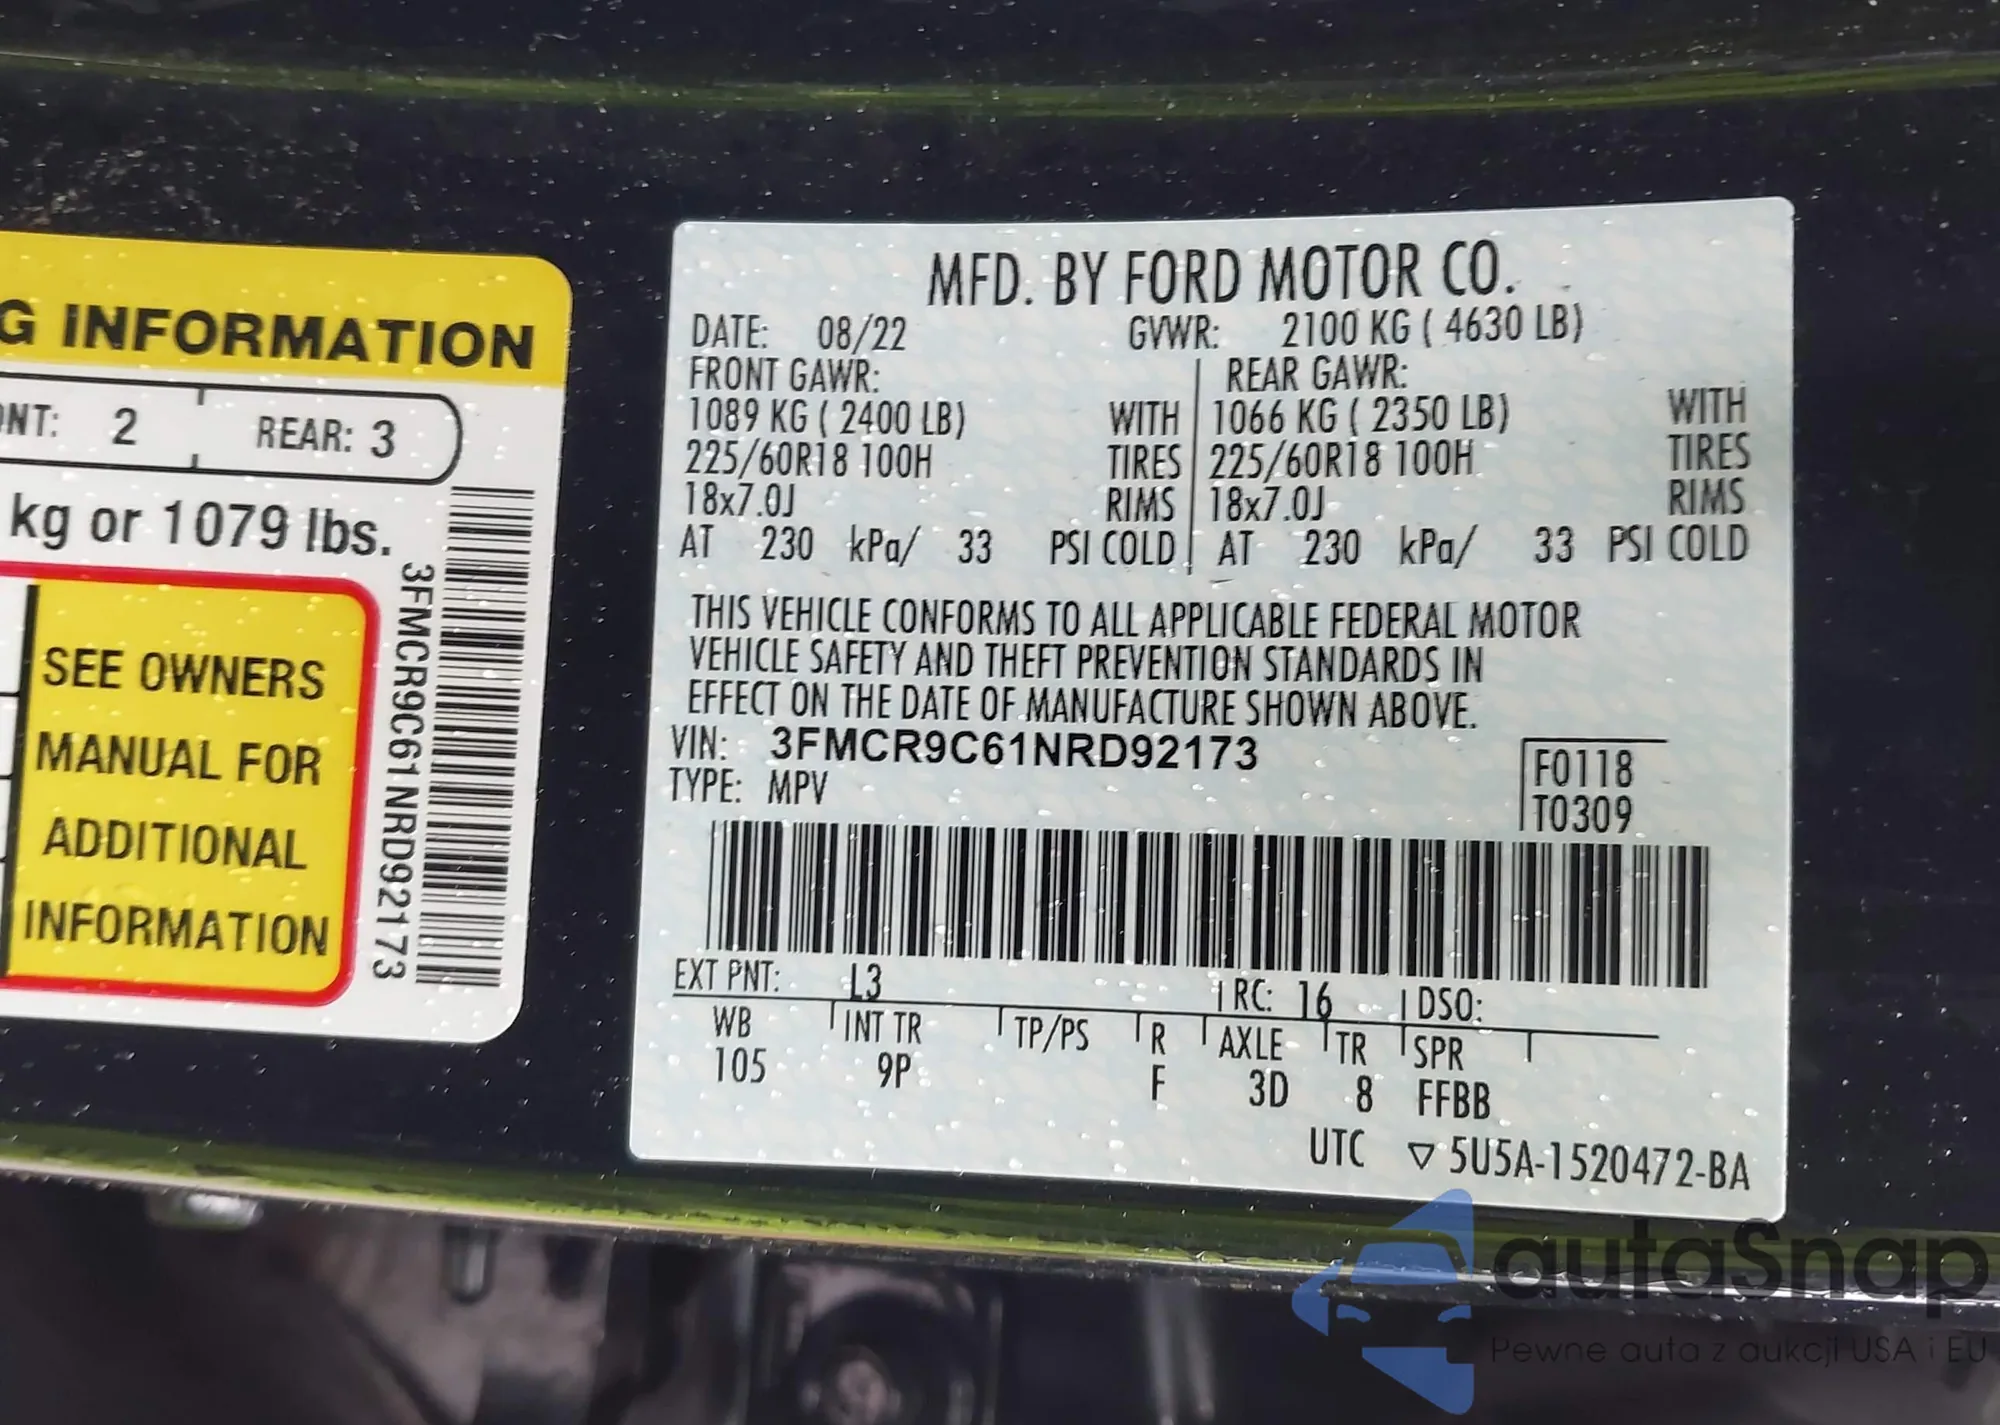 G INFORMATION
NT: 2 REAR: 3
kg or 1079 lbs.
3FMCR9C61NRD92173
SEE OWNERS
MANUAL FOR
ADDITIONAL
INFORMATION
MFD. BY FORD MOTOR CO.
DATE: 08/22 GVWR: 2100 KG ( 4630 LB)
FRONT GAWR: REAR GAWR:
1089 KG ( 2400 LB) WITH 1066 KG ( 2350 LB) WITH
225/60R18 100H TIRES 225/60R18 100H TIRES
18x7.0J RIMS 18x7.0J RIMS
AT 230 kPa/ 33 PSI COLD AT 230 kPa/ 33 PSI COLD
THIS VEHICLE CONFORMS TO ALL APPLICABLE FEDERAL MOTOR
VEHICLE SAFETY AND THEFT PREVENTION STANDARDS IN
EFFECT ON THE DATE OF MANUFACTURE SHOWN ABOVE.
VIN: 3FMCR9C61NRD92173 F0118
TYPE: MPV T0309
EXT PNT: L3 RC: 16 DSO:
WB INT TR TP/PS R AXLE TR SPR
105 9P F 3D 8 FFBB
UTC ▽ 5U5A-1520472-BA
autaSnap
Pewne auta z aukcji USA i EU